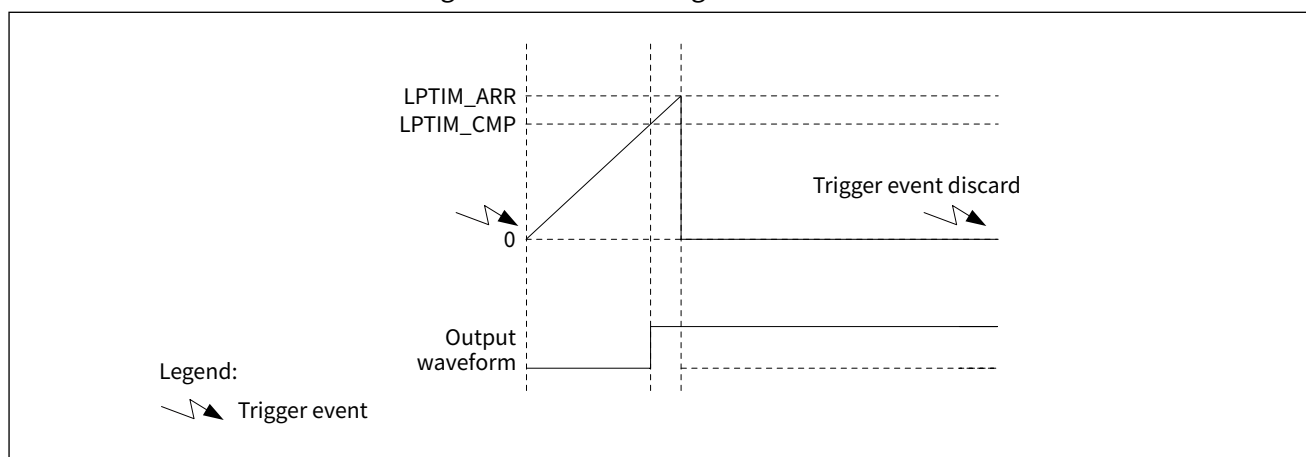 LPTIM_ARR
LPTIM_CMP
Trigger event discard
0
Output
waveform
Legend:
Trigger event